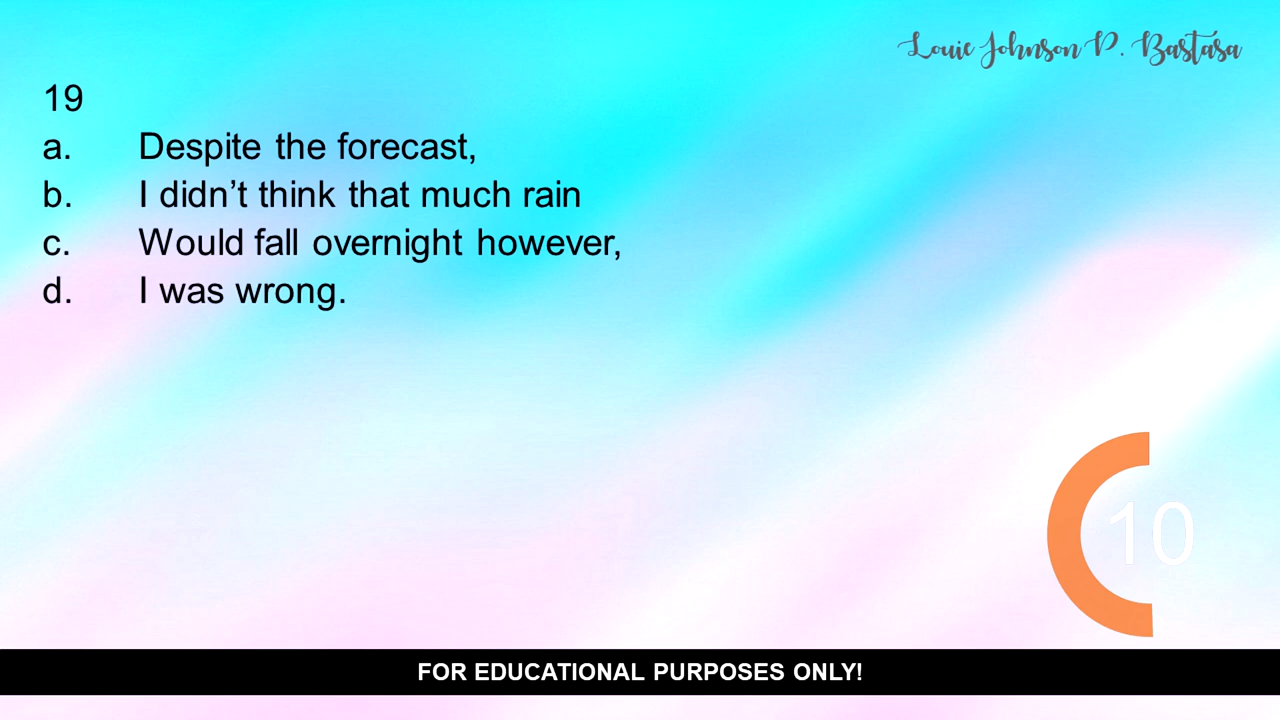 Louie Johnson P. Bastasa
19
a. Despite the forecast,
b. I didn’t think that much rain
c. Would fall overnight however,
d. I was wrong.
10
FOR EDUCATIONAL PURPOSES ONLY!